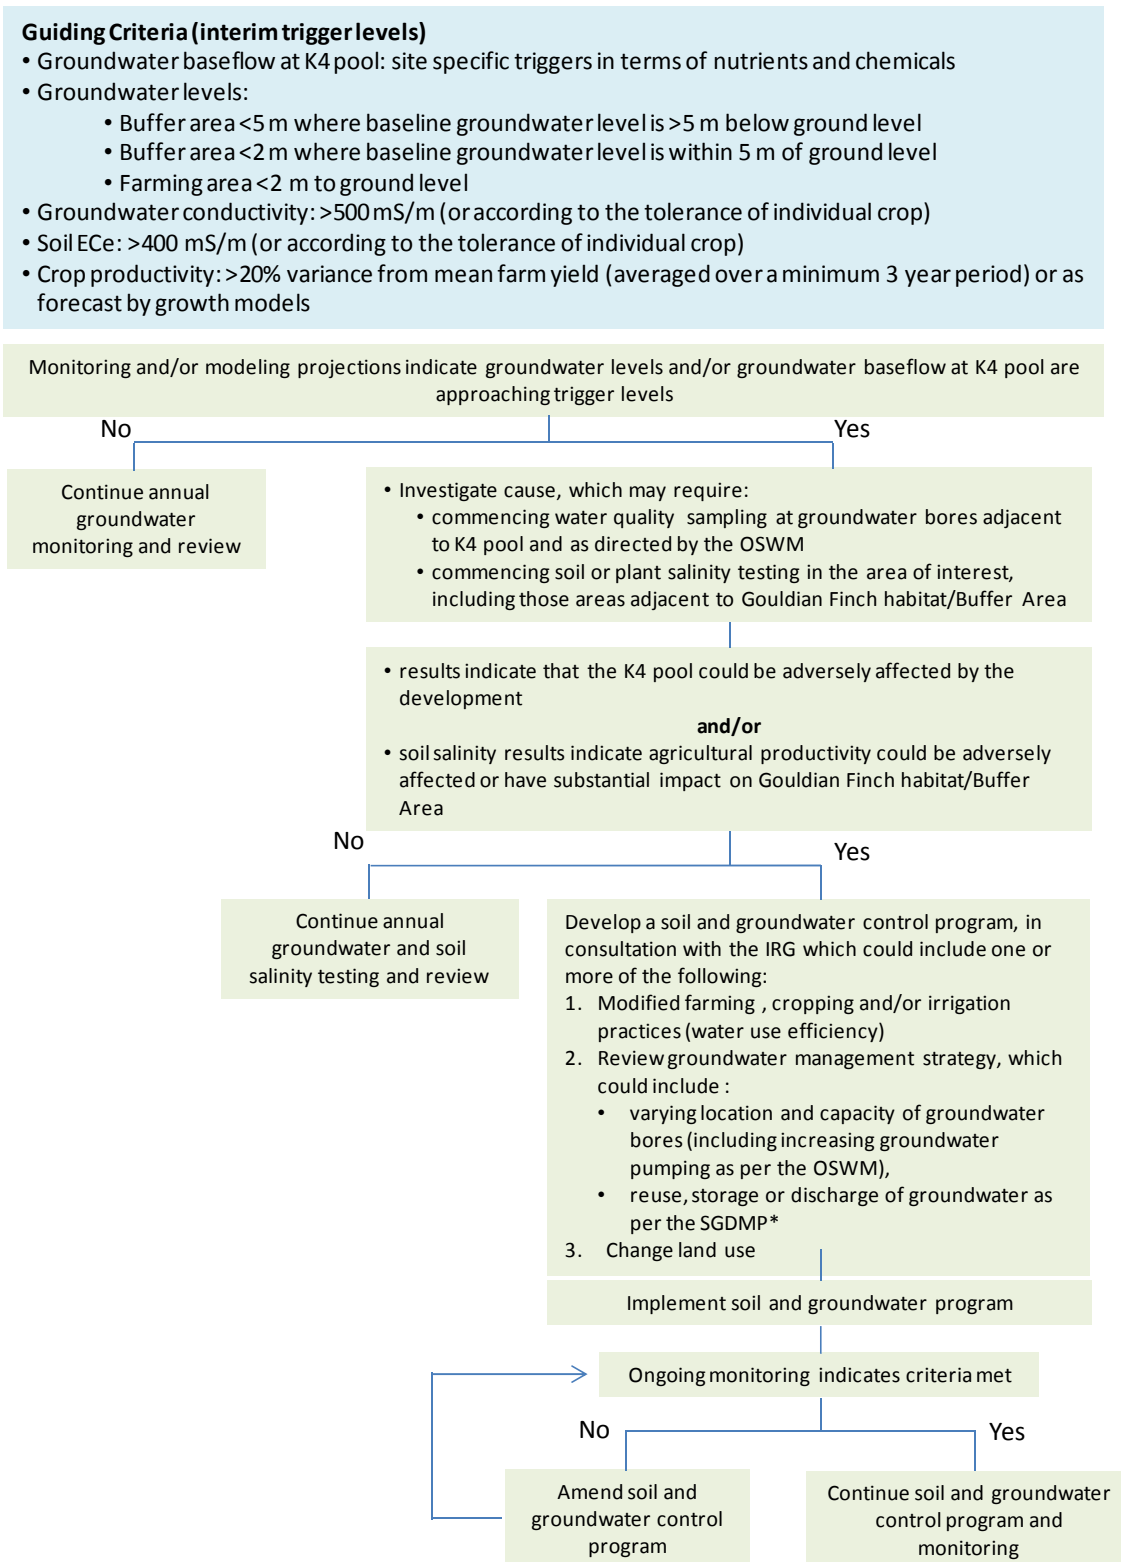 Guiding Criteria (interim trigger levels)
• Groundwater baseflow at K4 pool: site specific triggers in terms of nutrients and chemicals
• Groundwater levels:
• Buffer area <5 m where baseline groundwater level is >5 m below ground level
• Buffer area <2 m where baseline groundwater level is within 5 m of ground level
• Farming area <2 m to ground level
• Groundwater conductivity: >500 mS/m (or according to the tolerance of individual crop)
• Soil ECe: >400 mS/m (or according to the tolerance of individual crop)
• Crop productivity: >20% variance from mean farm yield (averaged over a minimum 3 year period) or as
forecast by growth models
Monitoring and/or modeling projections indicate groundwater levels and/or groundwater baseflow at K4 pool are
approaching trigger levels
No
Yes
Continue annual
groundwater
monitoring and review
• Investigate cause, which may require:
• commencing water quality sampling at groundwater bores adjacent
to K4 pool and as directed by the OSWM
• commencing soil or plant salinity testing in the area of interest,
including those areas adjacent to Gouldian Finch habitat/Buffer Area
• results indicate that the K4 pool could be adversely affected by the
development
and/or
• soil salinity results indicate agricultural productivity could be adversely
affected or have substantial impact on Gouldian Finch habitat/Buffer
Area
No
Yes
Continue annual
groundwater and soil
salinity testing and review
Develop a soil and groundwater control program, in
consultation with the IRG which could include one or
more of the following:
1. Modified farming , cropping and/or irrigation
practices (water use efficiency)
2. Review groundwater management strategy, which
could include :
• varying location and capacity of groundwater
bores (including increasing groundwater
pumping as per the OSWM),
• reuse, storage or discharge of groundwater as
per the SGDMP*
3. Change land use
Implement soil and groundwater program
Ongoing monitoring indicates criteria met
No
Yes
Amend soil and
groundwater control
program
Continue soil and groundwater
control program and
monitoring